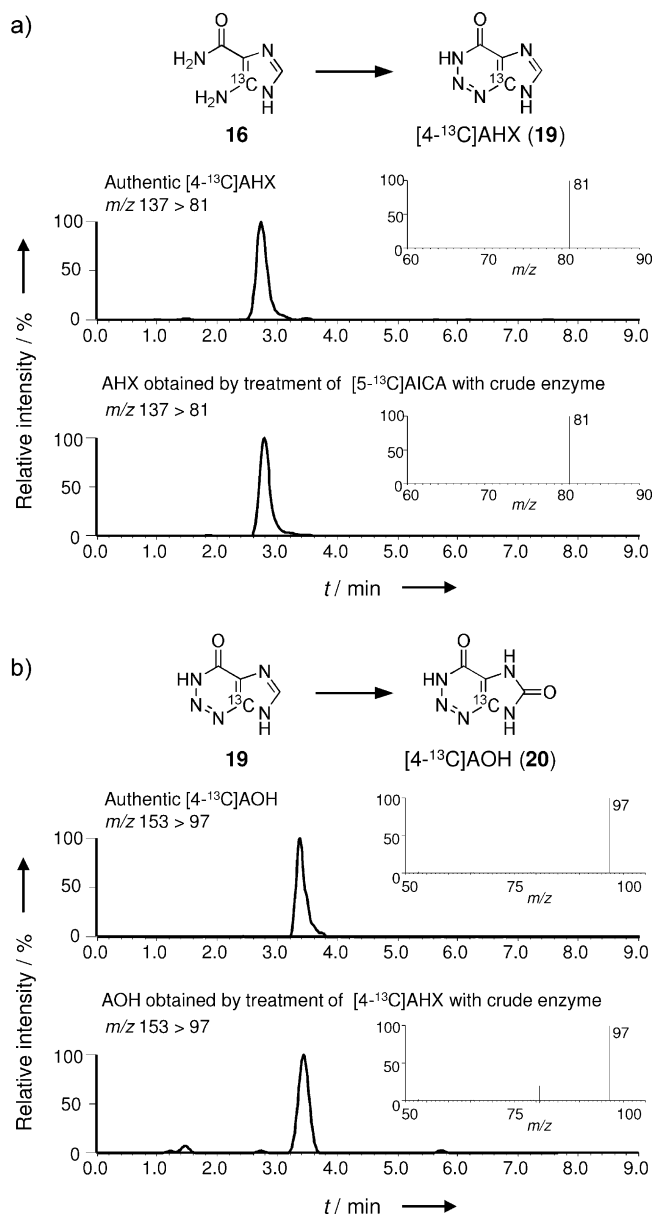 a)
O
H₂N
N
¹³C
H₂N
N
H
16
O
HN
N
¹³C
N
N
N
H
[4-¹³C]AHX (19)
Authentic [4-¹³C]AHX
m/z 137 > 81
100
50
0
0.0 1.0 2.0 3.0 4.0 5.0 6.0 7.0 8.0 9.0
100
50
0
81
60 70 80 90
m/z
AHX obtained by treatment of [5-¹³C]AICA with crude enzyme
m/z 137 > 81
100
50
0
0.0 1.0 2.0 3.0 4.0 5.0 6.0 7.0 8.0 9.0
100
50
0
81
60 70 80 90
m/z
Relative intensity / %
t / min
b)
O
HN
N
¹³C
N
N
N
H
19
O
HN
H
N
O
¹³C
N
N
N
H
[4-¹³C]AOH (20)
Authentic [4-¹³C]AOH
m/z 153 > 97
100
50
0
0.0 1.0 2.0 3.0 4.0 5.0 6.0 7.0 8.0 9.0
100
50
0
97
50 75 100
m/z
AOH obtained by treatment of [4-¹³C]AHX with crude enzyme
m/z 153 > 97
100
50
0
0.0 1.0 2.0 3.0 4.0 5.0 6.0 7.0 8.0 9.0
100
50
0
97
50 75 100
m/z
Relative intensity / %
t / min